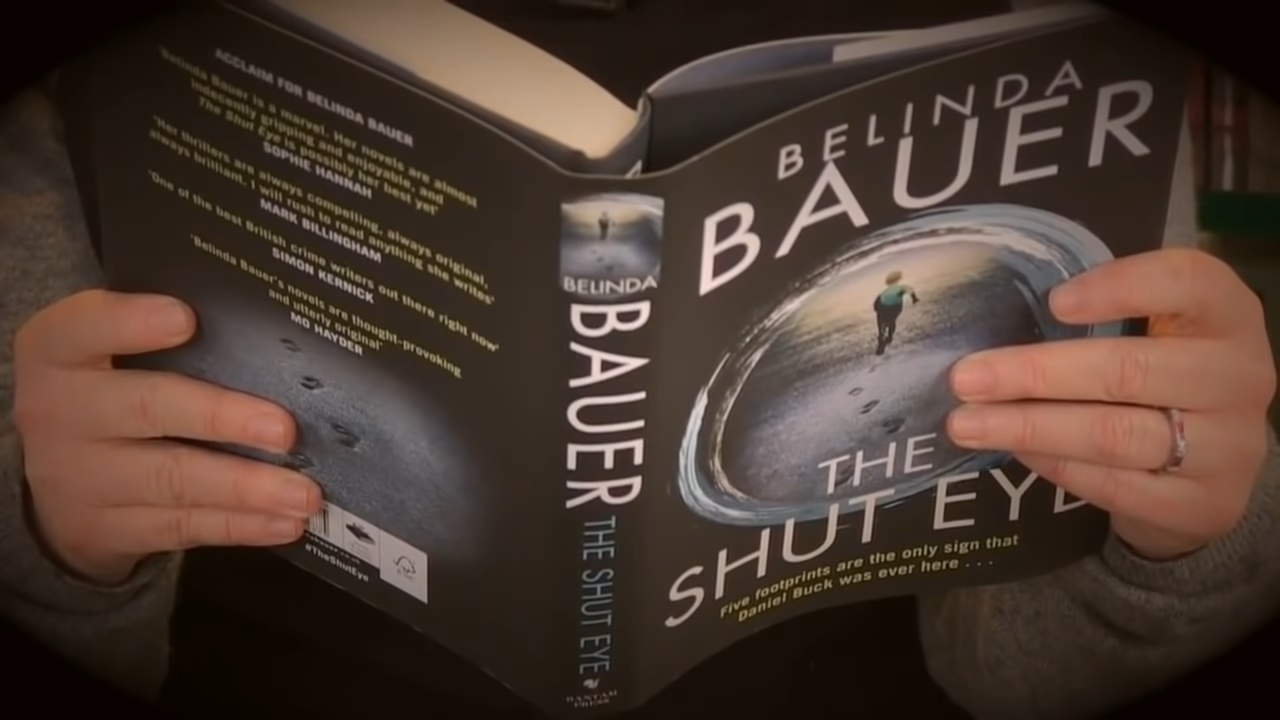 ACCLAIM FOR BELINDA BAUER
'Belinda Bauer is a marvel. Her novels are almost
indecently gripping and enjoyable, and
The Shut Eye is possibly her best yet'
SOPHIE HANNAH
'Her thrillers are always compelling, always original,
always brilliant. I will rush to read anything she writes'
MARK BILLINGHAM
'One of the best British crime writers out there right now'
SIMON KERNICK
'Belinda Bauer's novels are thought-provoking
and utterly original'
MO HAYDER
#TheShutEye
BELINDA
BAUER
THE SHUT EYE
BANTAM
PRESS
BELINDA
BAUER
THE
SHUT EYE
Five footprints are the only sign that
Daniel Buck was ever here . . .